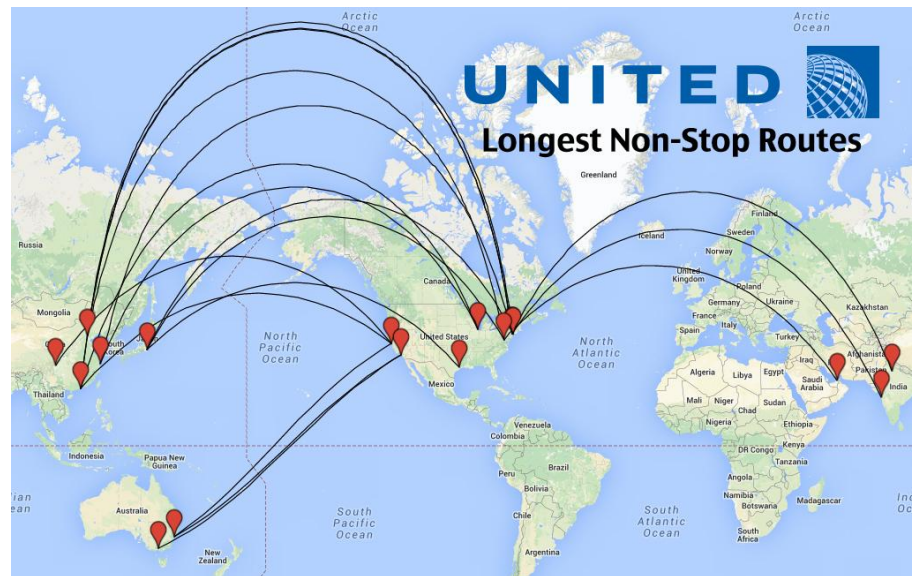 Arctic
Ocean
Arctic
Ocean
UNITED
Longest Non-Stop Routes
Greenland
Russia
Finland
Iceland
Sweden
Norway
Canada
United
Kingdom
Poland
Mongolia
Germany
Ukraine
Kazakhstan
France
Italy
North
Pacific
Ocean
United States
North
Atlantic
Ocean
Spain
Turkey
South
Korea
Iraq
Afghanistan
Pakistan
Thailand
Mexico
Algeria
Libya
Egypt
Saudi
Arabia
India
Mali
Niger
Sudan
Chad
Venezuela
Nigeria
Ethiopia
Colombia
Kenya
Indonesia
Papua New
Guinea
DR Congo
Tanzania
Peru
Brazil
Angola
Bolivia
Namibia
Madagascar
Botswana
Australia
South
Pacific
Ocean
Chile
South
Atlantic
Ocean
South
Africa
New
Zealand
Argentina